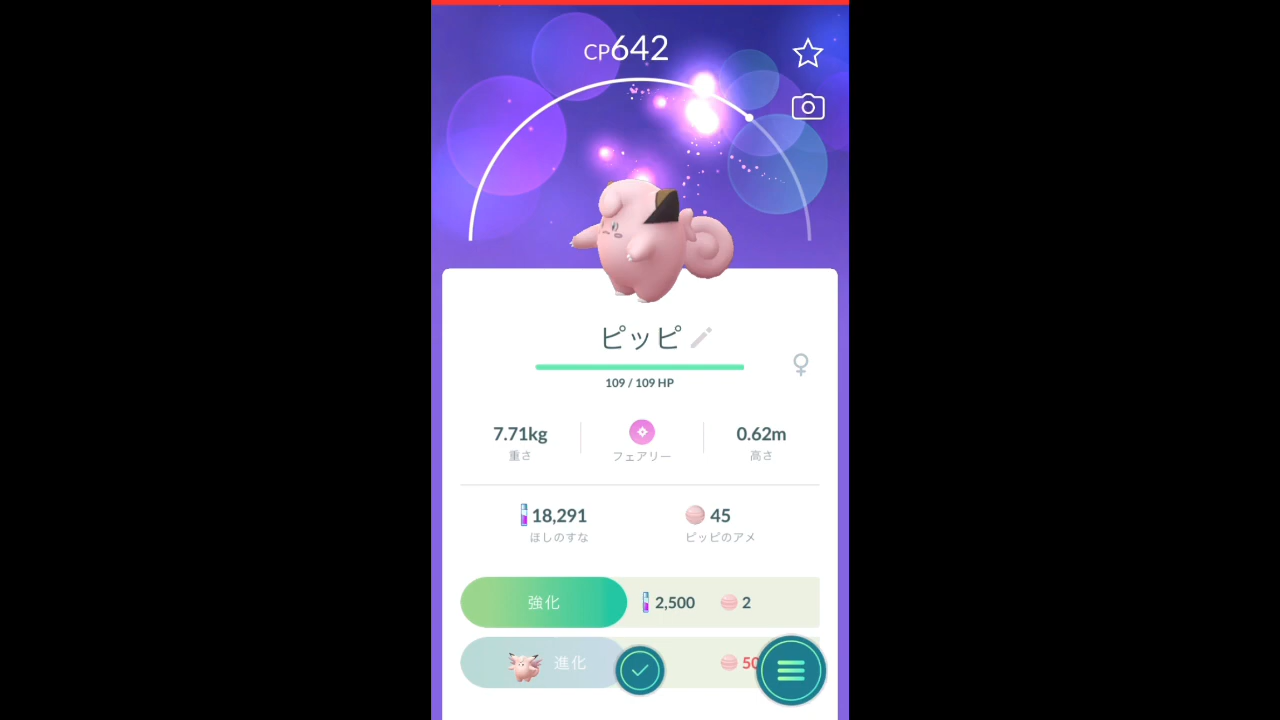 CP642
ピッピ
109 / 109 HP
7.71kg
重さ
フェアリー
0.62m
高さ
18,291
ほしのすな
45
ピッピのアメ
強化
2,500
2
進化
50